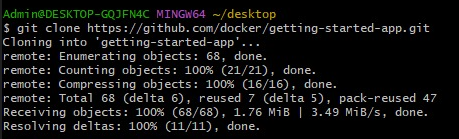 Admin@DESKTOP-GQJFN4C MINGW64 ~/desktop
$ git clone https://github.com/docker/getting-started-app.git
Cloning into 'getting-started-app'...
remote: Enumerating objects: 68, done.
remote: Counting objects: 100% (21/21), done.
remote: Compressing objects: 100% (16/16), done.
remote: Total 68 (delta 6), reused 7 (delta 5), pack-reused 47
Receiving objects: 100% (68/68), 1.76 MiB | 3.49 MiB/s, done.
Resolving deltas: 100% (11/11), done.